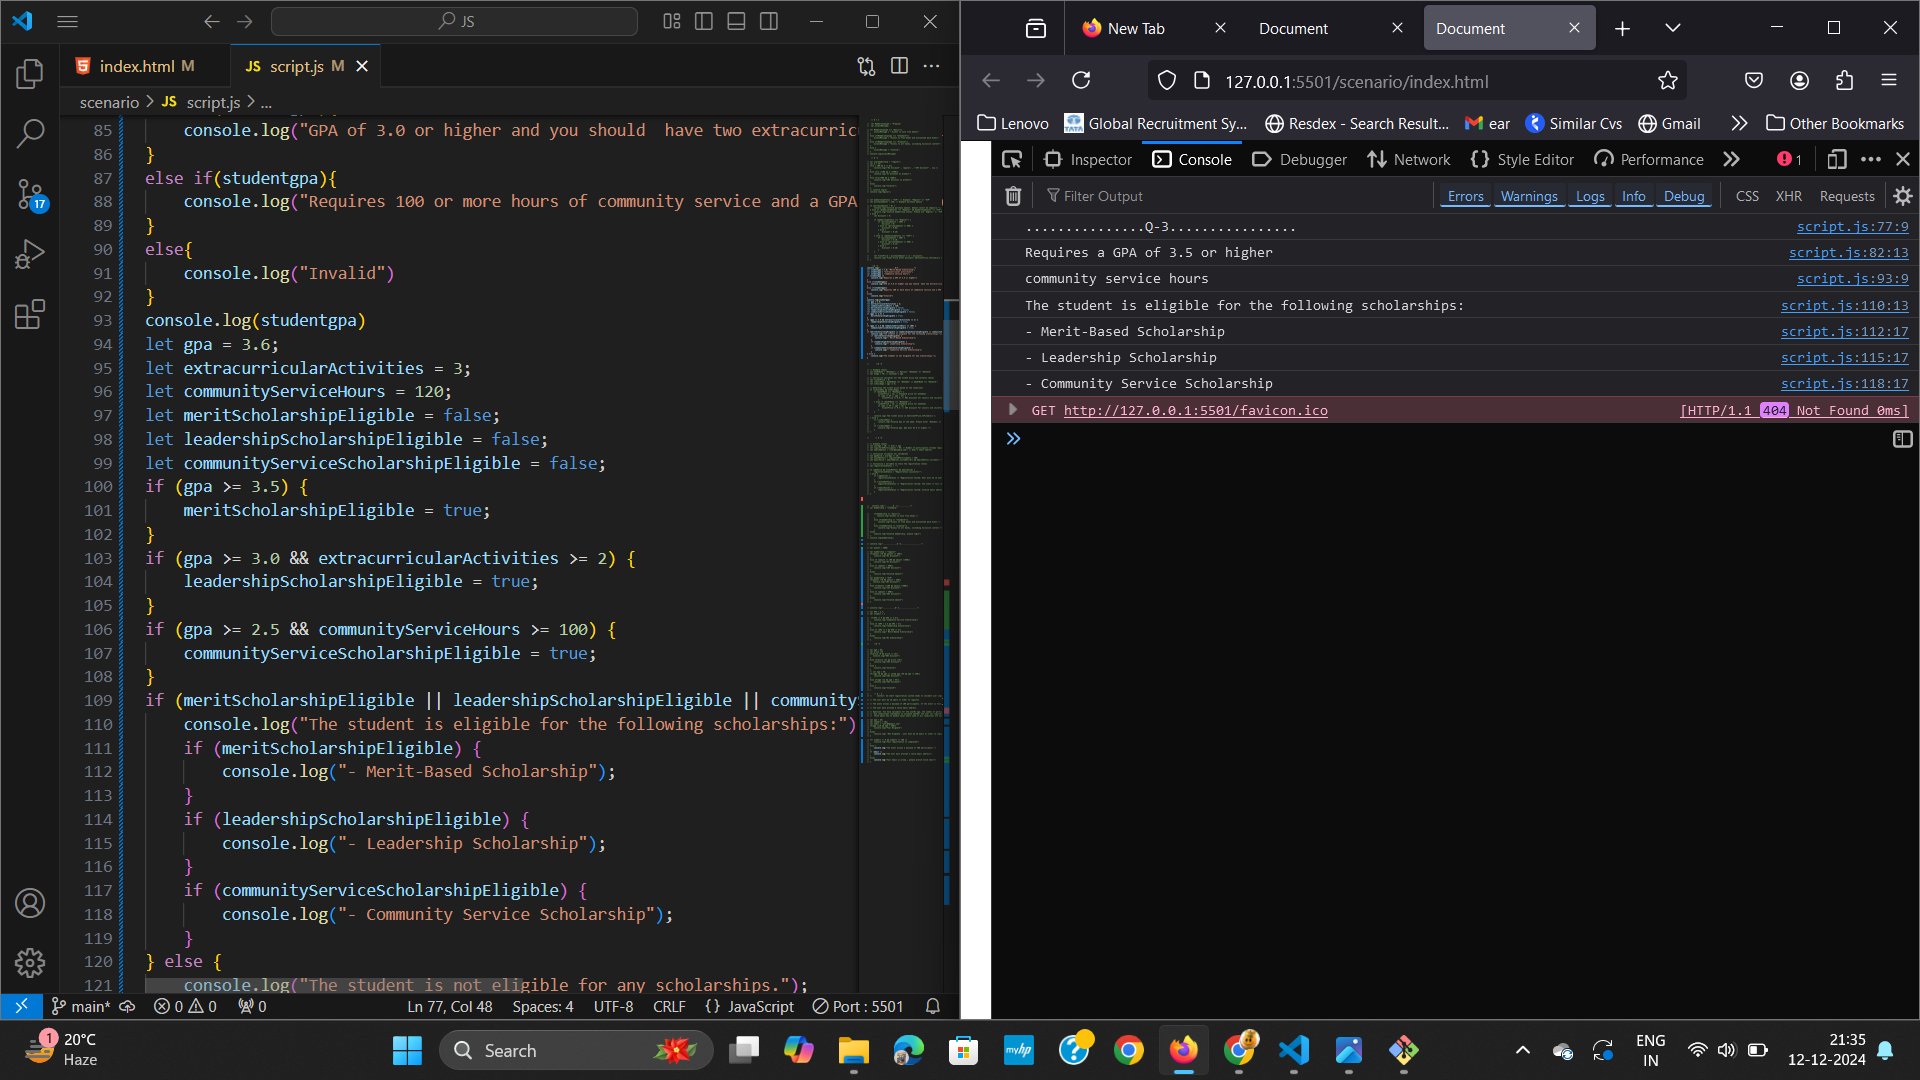 JS
index.html M
JS script.js M
scenario > JS script.js > ...
85 console.log("GPA of 3.0 or higher and you should  have two extracurric
86 }
87 else if(studentgpa){
88 console.log("Requires 100 or more hours of community service and a GPA
89 }
90 else{
91 console.log("Invalid")
92 }
93 console.log(studentgpa)
94 let gpa = 3.6;
95 let extracurricularActivities = 3;
96 let communityServiceHours = 120;
97 let meritScholarshipEligible = false;
98 let leadershipScholarshipEligible = false;
99 let communityServiceScholarshipEligible = false;
100 if (gpa >= 3.5) {
101 meritScholarshipEligible = true;
102 }
103 if (gpa >= 3.0 && extracurricularActivities >= 2) {
104 leadershipScholarshipEligible = true;
105 }
106 if (gpa >= 2.5 && communityServiceHours >= 100) {
107 communityServiceScholarshipEligible = true;
108 }
109 if (meritScholarshipEligible || leadershipScholarshipEligible || community
110 console.log("The student is eligible for the following scholarships:")
111 if (meritScholarshipEligible) {
112 console.log("- Merit-Based Scholarship");
113 }
114 if (leadershipScholarshipEligible) {
115 console.log("- Leadership Scholarship");
116 }
117 if (communityServiceScholarshipEligible) {
118 console.log("- Community Service Scholarship");
119 }
120 } else {
121 console.log("The student is not eligible for any scholarships.");
17
main* 0 0 0 Ln 77, Col 48 Spaces: 4 UTF-8 CRLF {} JavaScript Port : 5501
New Tab
Document
Document
127.0.0.1:5501/scenario/index.html
Lenovo
TATA Global Recruitment Sy...
Resdex - Search Result...
ear
Similar Cvs
Gmail
Other Bookmarks
Inspector Console Debugger Network Style Editor Performance 1
Filter Output Errors Warnings Logs Info Debug CSS XHR Requests
...............Q-3................ script.js:77:9
Requires a GPA of 3.5 or higher script.js:82:13
community service hours script.js:93:9
The student is eligible for the following scholarships: script.js:110:13
- Merit-Based Scholarship script.js:112:17
- Leadership Scholarship script.js:115:17
- Community Service Scholarship script.js:118:17
GET http://127.0.0.1:5501/favicon.ico [HTTP/1.1 404 Not Found 0ms]
1
20°C
Haze
Search
myhp
ENG
IN
21:35
12-12-2024